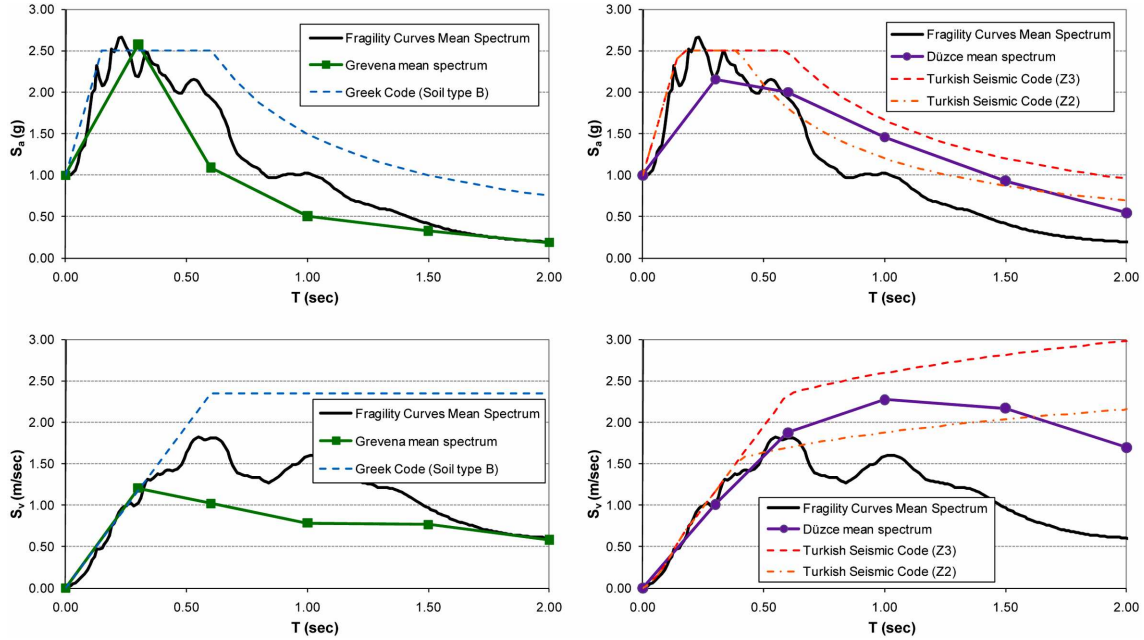 3.00
2.50
2.00
1.50
1.00
0.50
0.00
Sa (g)
0.00 0.50 1.00 1.50 2.00
T (sec)
Fragility Curves Mean Spectrum
Grevena mean spectrum
Greek Code (Soil type B)
3.00
2.50
2.00
1.50
1.00
0.50
0.00
Sa (g)
0.00 0.50 1.00 1.50 2.00
T (sec)
Fragility Curves Mean Spectrum
Düzce mean spectrum
Turkish Seismic Code (Z3)
Turkish Seismic Code (Z2)
3.00
2.50
2.00
1.50
1.00
0.50
0.00
Sv (m/sec)
0.00 0.50 1.00 1.50 2.00
T (sec)
Fragility Curves Mean Spectrum
Grevena mean spectrum
Greek Code (Soil type B)
3.00
2.50
2.00
1.50
1.00
0.50
0.00
Sv (m/sec)
0.00 0.50 1.00 1.50 2.00
T (sec)
Fragility Curves Mean Spectrum
Düzce mean spectrum
Turkish Seismic Code (Z3)
Turkish Seismic Code (Z2)